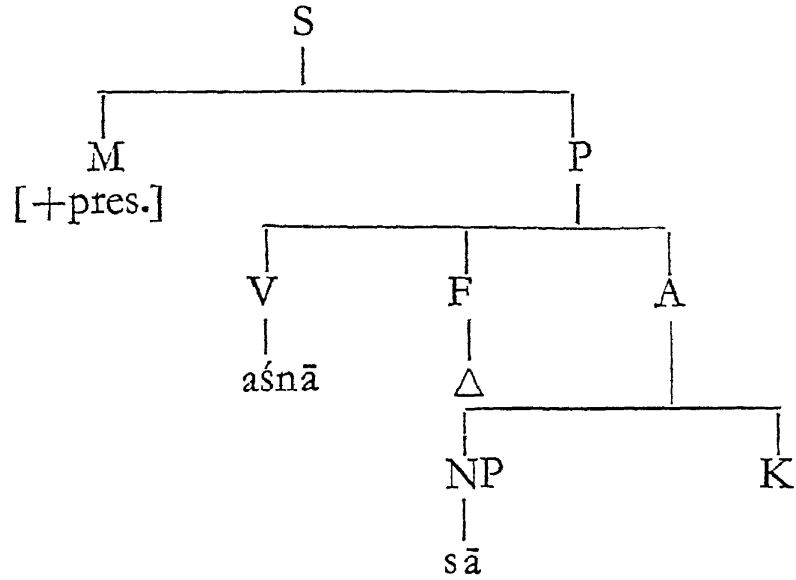 S
M P
[+pres.]
V F A
aśnā △
NP K
sā